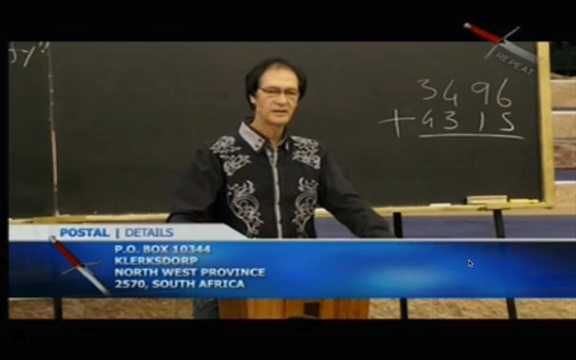 REPEAT
y"
3496
+ 4315
POSTAL | DETAILS
P.O. BOX 10344
KLERKSDORP
NORTH WEST PROVINCE
2570, SOUTH AFRICA